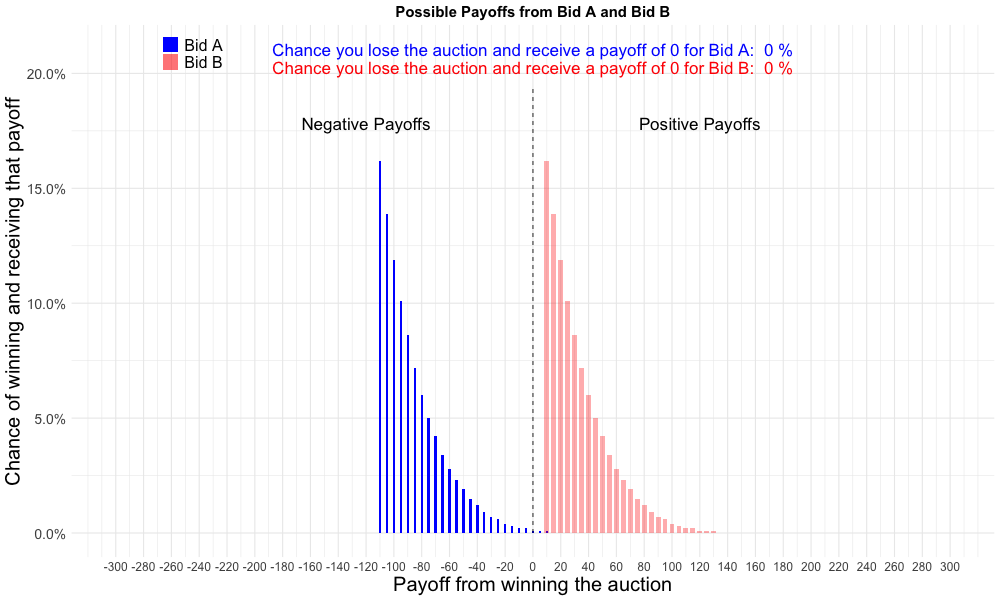 Possible Payoffs from Bid A and Bid B
Bid A
Bid B
Chance you lose the auction and receive a payoff of 0 for Bid A:  0 %
Chance you lose the auction and receive a payoff of 0 for Bid B:  0 %
Negative Payoffs
Positive Payoffs
Chance of winning and receiving that payoff
20.0%
15.0%
10.0%
5.0%
0.0%
-300 -280 -260 -240 -220 -200 -180 -160 -140 -120 -100 -80 -60 -40 -20 0 20 40 60 80 100 120 140 160 180 200 220 240 260 280 300
Payoff from winning the auction